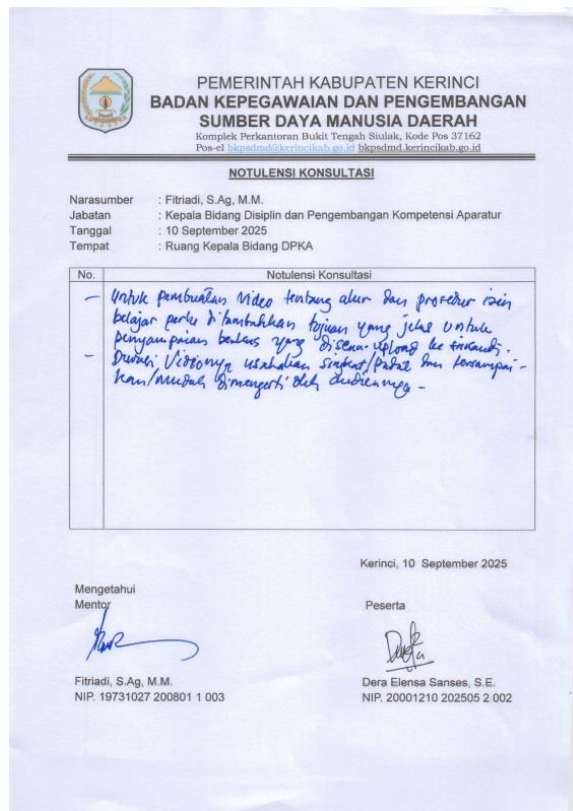 PEMERINTAH KABUPATEN KERINCI
BADAN KEPEGAWAIAN DAN PENGEMBANGAN
SUMBER DAYA MANUSIA DAERAH
Komplek Perkantoran Bukit Tengah Siulak, Kode Pos 37162
Pos-el bkpsdmd@kerincikab.go.id bkpsdmd.kerincikab.go.id
NOTULENSI KONSULTASI
Narasumber : Fitriadi, S.Ag, M.M.
Jabatan : Kepala Bidang Disiplin dan Pengembangan Kompetensi Aparatur
Tanggal : 10 September 2025
Tempat : Ruang Kepala Bidang DPKA
No. Notulensi Konsultasi
– Untuk pembuatan Video tentang alur dan prosedur izin
belajar perlu ditambahkan tujuan yang jelas untuk
penyampaian berkas yang discan-upload ke
– Durasi Videonya usahakan singkat/padat dan tersampai-
kan/mudah dimengerti oleh audiennya –
Kerinci, 10 September 2025
Mengetahui
Mentor
Peserta
Fitriadi, S.Ag, M.M.
NIP. 19731027 200801 1 003
Dera Elensa Sanses, S.E.
NIP. 20001210 202505 2 002